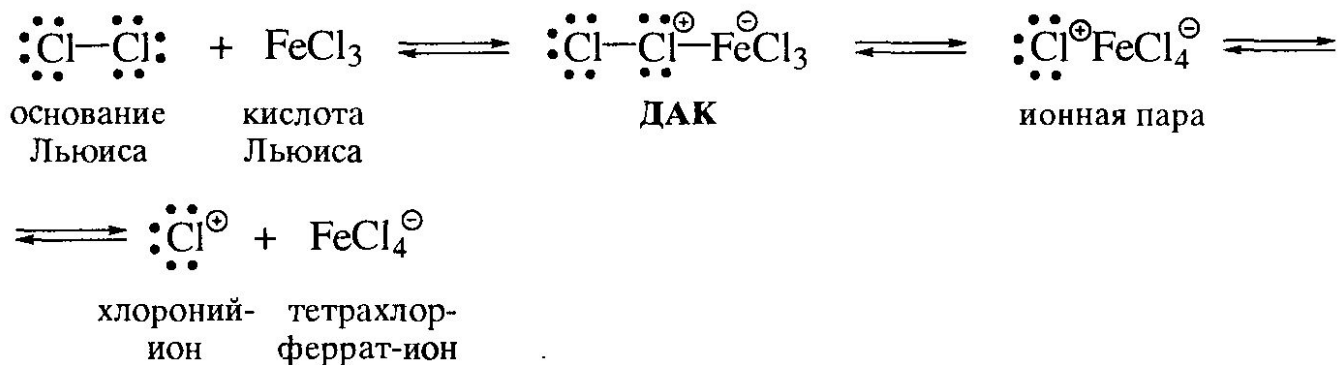 :Cl—Cl: + FeCl₃ ⇌ :Cl—Cl⊕—Fe⊖Cl₃ ⇌ :Cl⊕FeCl₄⊖ ⇌
основание кислота ДАК ионная пара
Льюиса Льюиса
⇌ :Cl⊕ + FeCl₄⊖
хлороний- тетрахлор-
ион феррат-ион